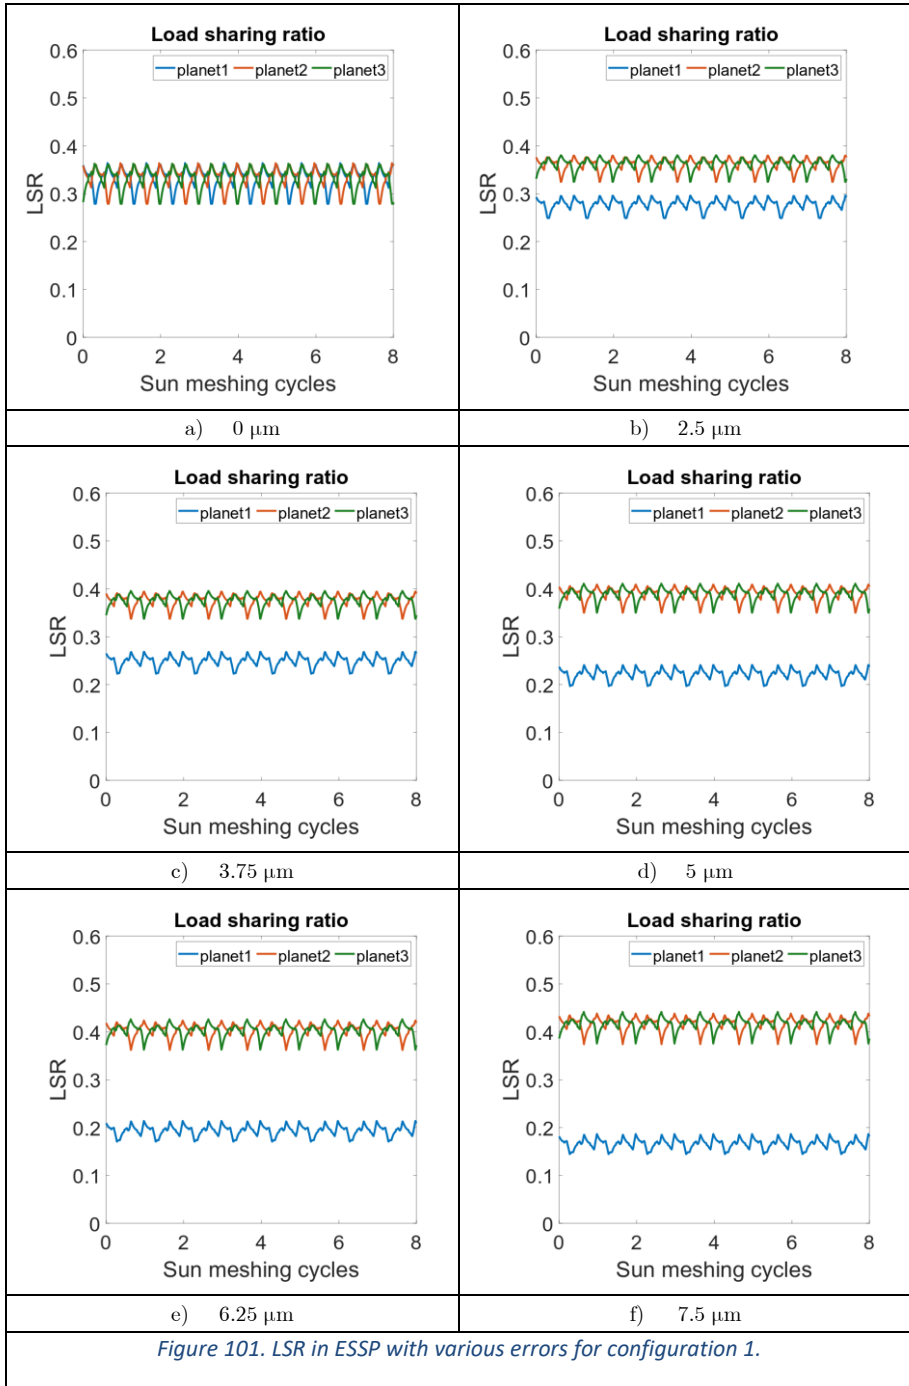 Load sharing ratio
planet1 planet2 planet3
0.6
0.5
0.4
0.3
0.2
0.1
0
LSR
0 2 4 6 8
Sun meshing cycles
a) 0 μm
Load sharing ratio
planet1 planet2 planet3
0.6
0.5
0.4
0.3
0.2
0.1
0
LSR
0 2 4 6 8
Sun meshing cycles
b) 2.5 μm
Load sharing ratio
planet1 planet2 planet3
0.6
0.5
0.4
0.3
0.2
0.1
0
LSR
0 2 4 6 8
Sun meshing cycles
c) 3.75 μm
Load sharing ratio
planet1 planet2 planet3
0.6
0.5
0.4
0.3
0.2
0.1
0
LSR
0 2 4 6 8
Sun meshing cycles
d) 5 μm
Load sharing ratio
planet1 planet2 planet3
0.6
0.5
0.4
0.3
0.2
0.1
0
LSR
0 2 4 6 8
Sun meshing cycles
e) 6.25 μm
Load sharing ratio
planet1 planet2 planet3
0.6
0.5
0.4
0.3
0.2
0.1
0
LSR
0 2 4 6 8
Sun meshing cycles
f) 7.5 μm
Figure 101. LSR in ESSP with various errors for configuration 1.